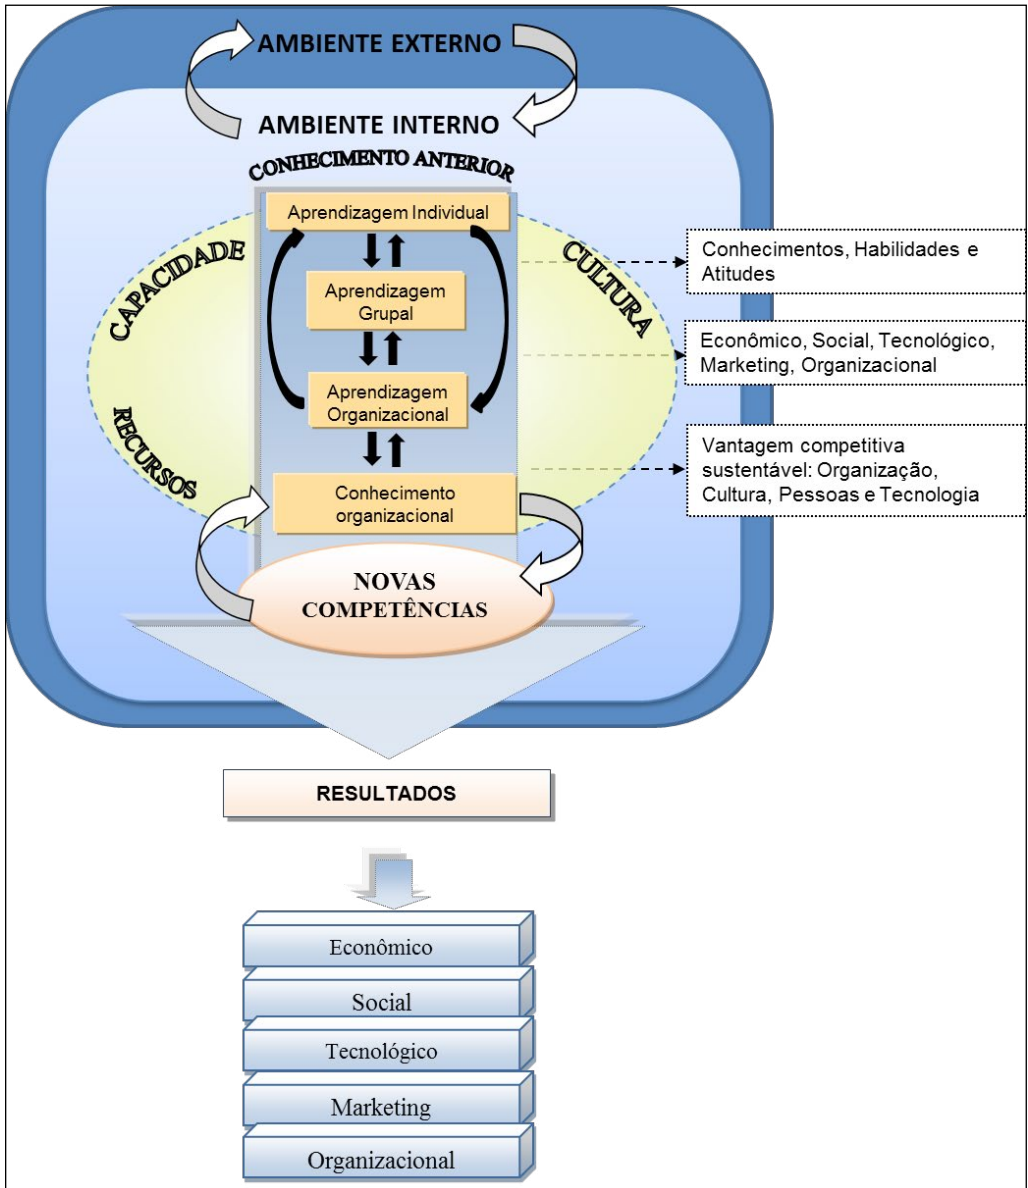 AMBIENTE EXTERNO
AMBIENTE INTERNO
CONHECIMENTO ANTERIOR
Aprendizagem Individual
CAPACIDADE
CULTURA
RECURSOS
Aprendizagem
Grupal
Aprendizagem
Organizacional
Conhecimento
organizacional
Conhecimentos, Habilidades e
Atitudes
Econômico, Social, Tecnológico,
Marketing, Organizacional
Vantagem competitiva
sustentável: Organização,
Cultura, Pessoas e Tecnologia
NOVAS
COMPETÊNCIAS
RESULTADOS
Econômico
Social
Tecnológico
Marketing
Organizacional